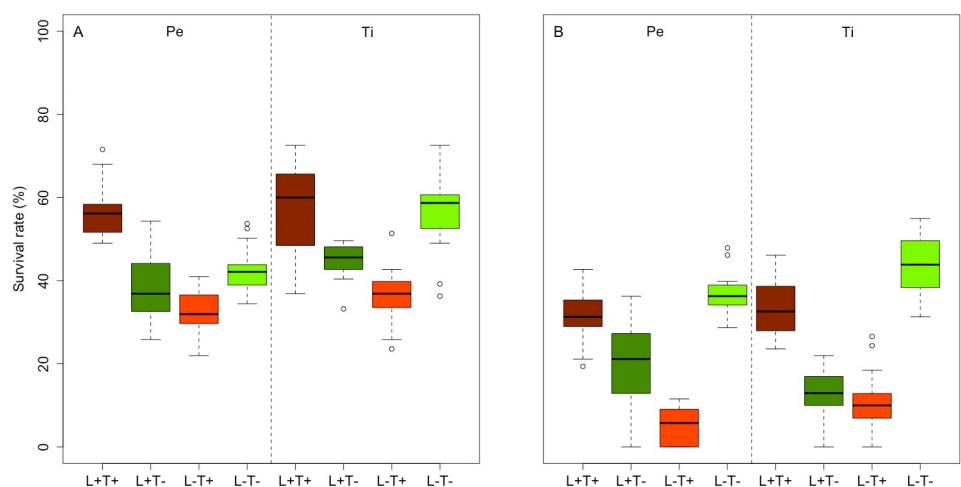 A Pe Ti
B Pe Ti
100
80
60
40
20
0
Survival rate (%)
L+T+ L+T- L-T+ L-T- L+T+ L+T- L-T+ L-T-
L+T+ L+T- L-T+ L-T- L+T+ L+T- L-T+ L-T-